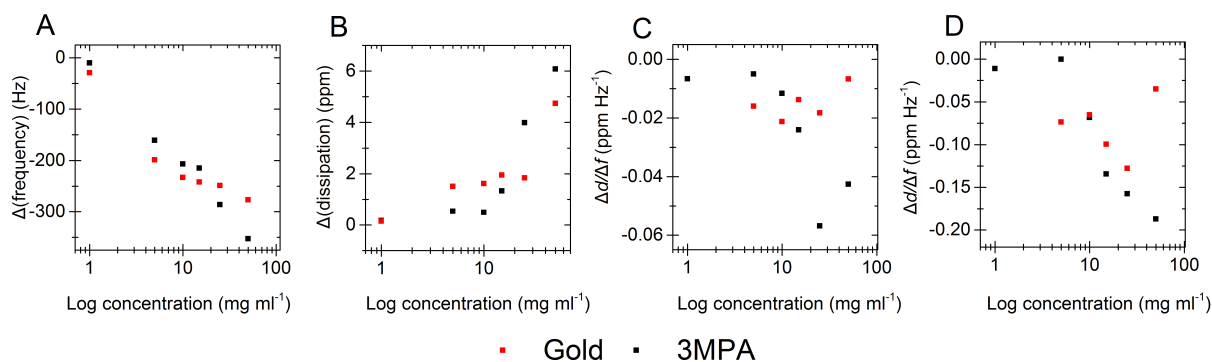 A
Δ(frequency) (Hz)
0
-100
-200
-300
1
10
100
Log concentration (mg ml⁻¹)
B
Δ(dissipation) (ppm)
6
4
2
0
1
10
Log concentration (mg ml⁻¹)
C
Δd/Δf (ppm Hz⁻¹)
0.00
-0.02
-0.04
-0.06
1
10
100
Log concentration (mg ml⁻¹)
D
Δd/Δf (ppm Hz⁻¹)
0.00
-0.05
-0.10
-0.15
-0.20
1
10
100
Log concentration (mg ml⁻¹)
Gold 3MPA